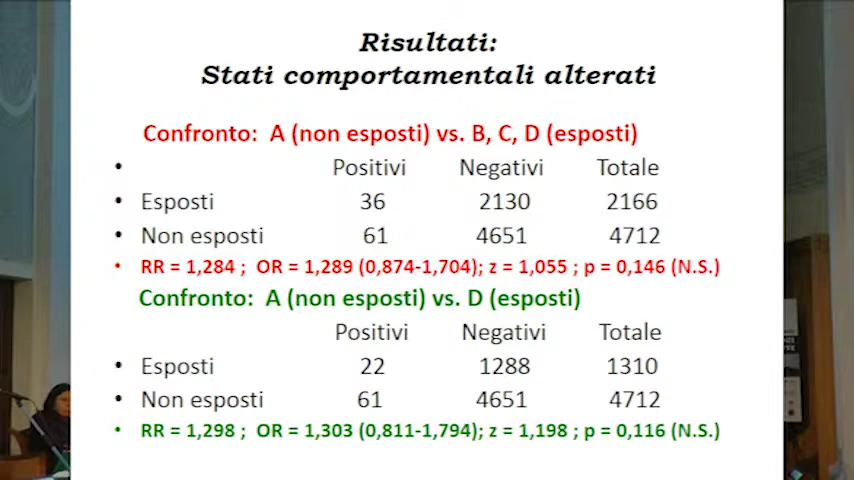 Risultati:
Stati comportamentali alterati
Confronto: A (non esposti) vs. B, C, D (esposti)
• Positivi Negativi Totale
• Esposti 36 2130 2166
• Non esposti 61 4651 4712
• RR = 1,284 ; OR = 1,289 (0,874-1,704); z = 1,055 ; p = 0,146 (N.S.)
Confronto: A (non esposti) vs. D (esposti)
Positivi Negativi Totale
• Esposti 22 1288 1310
• Non esposti 61 4651 4712
• RR = 1,298 ; OR = 1,303 (0,811-1,794); z = 1,198 ; p = 0,116 (N.S.)